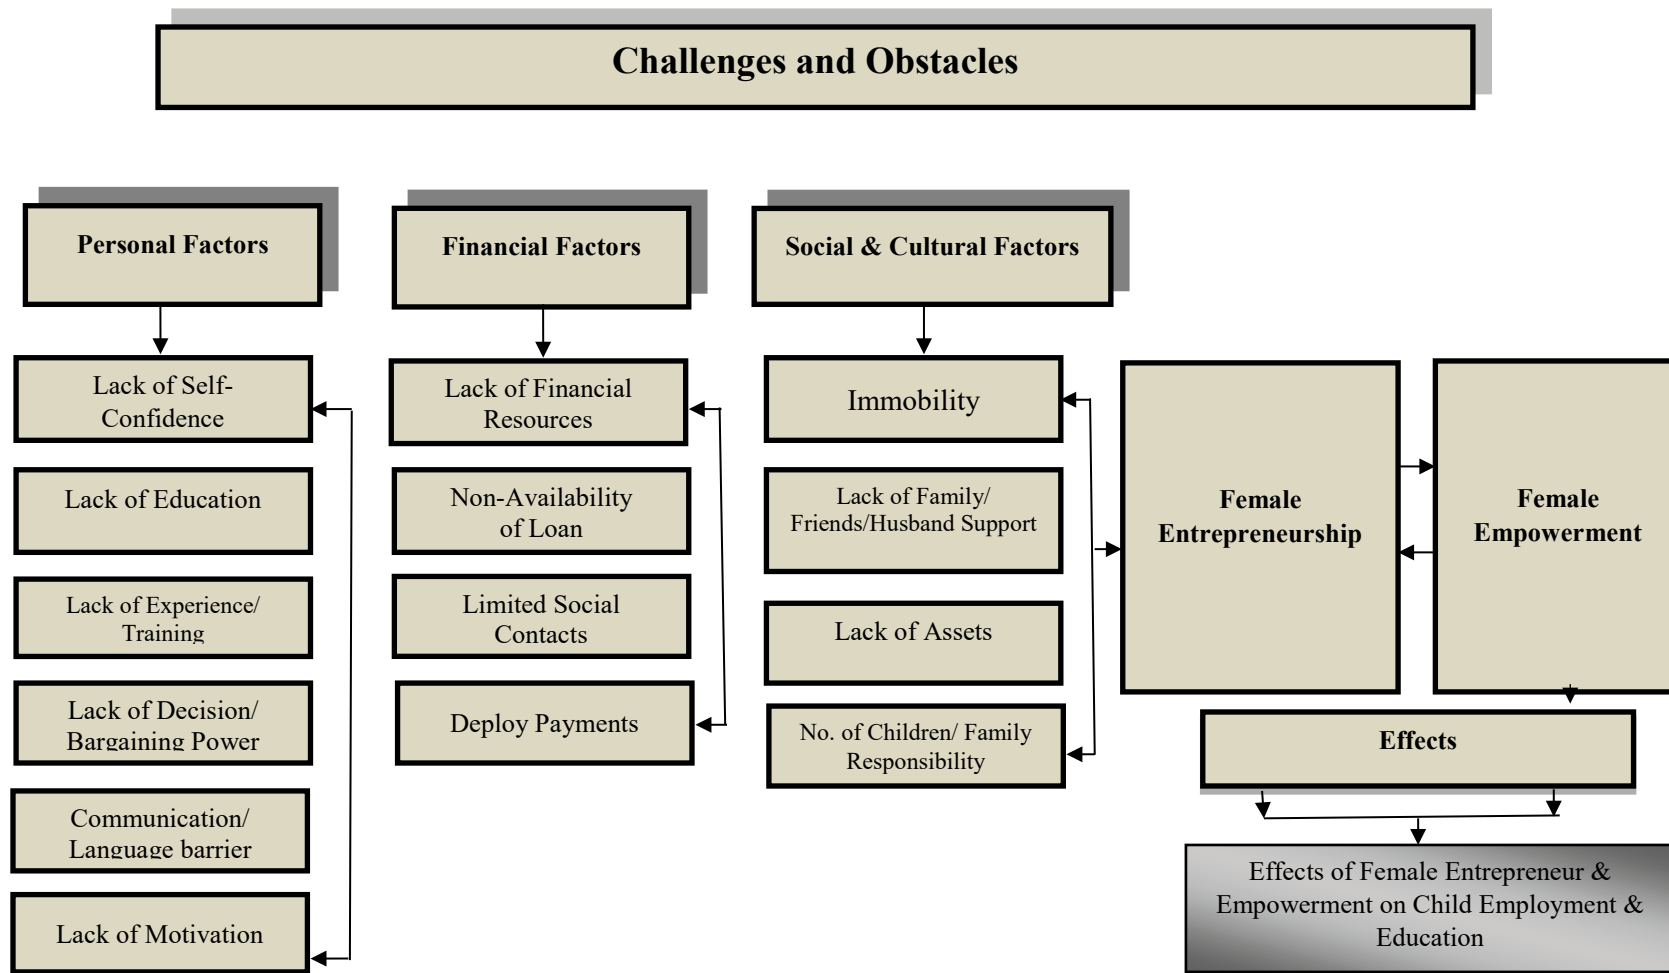 Challenges and Obstacles
Personal Factors
Financial Factors
Social & Cultural Factors
Lack of Self-
Confidence
Lack of Education
Lack of Experience/
Training
Lack of Decision/
Bargaining Power
Communication/
Language barrier
Lack of Motivation
Lack of Financial
Resources
Non-Availability
of Loan
Limited Social
Contacts
Deploy Payments
Immobility
Lack of Family/
Friends/Husband Support
Lack of Assets
No. of Children/ Family
Responsibility
Female
Entrepreneurship
Female
Empowerment
Effects
Effects of Female Entrepreneur &
Empowerment on Child Employment &
Education